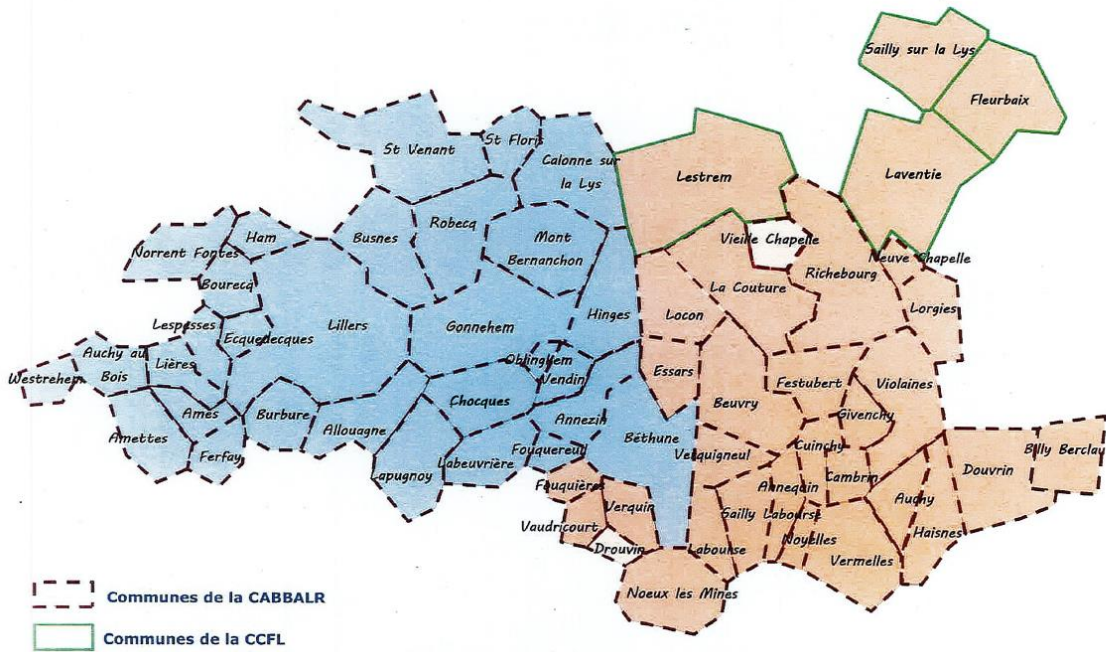 Sailly sur la Lys
Fleurbaix
St Venant
St Floris
Calonne sur
la Lys
Lestrem
Laventie
Norrent Fontes
Ham
Busnes
Robecq
Mont
Bernanchon
Vieille Chapelle
Richebourg
Neuve Chapelle
Bourecq
La Couture
Lorgies
Lespesses
Ecquedecques
Lillers
Gonnehem
Hinges
Locon
Auchy au
Bois
Lières
Westrehem
Oblinghem
Vendin
Essars
Festubert
Violaines
Ames
Burbure
Chocques
Beuvry
Givenchy
Amettes
Allouagne
Annezin
Béthune
Ferfay
Lapugnoy
Labeuvrière
Fouquereuil
Verquigneul
Cuinchy
Cambrin
Douvrin
Billy Berclau
Fouquières
Annequin
Auchy
Verquin
Vaudricourt
Sailly Labourse
Noyelles
Haisnes
Drouvin
Labourse
Vermelles
Noeux les Mines
Communes de la CABBALR
Communes de la CCFL